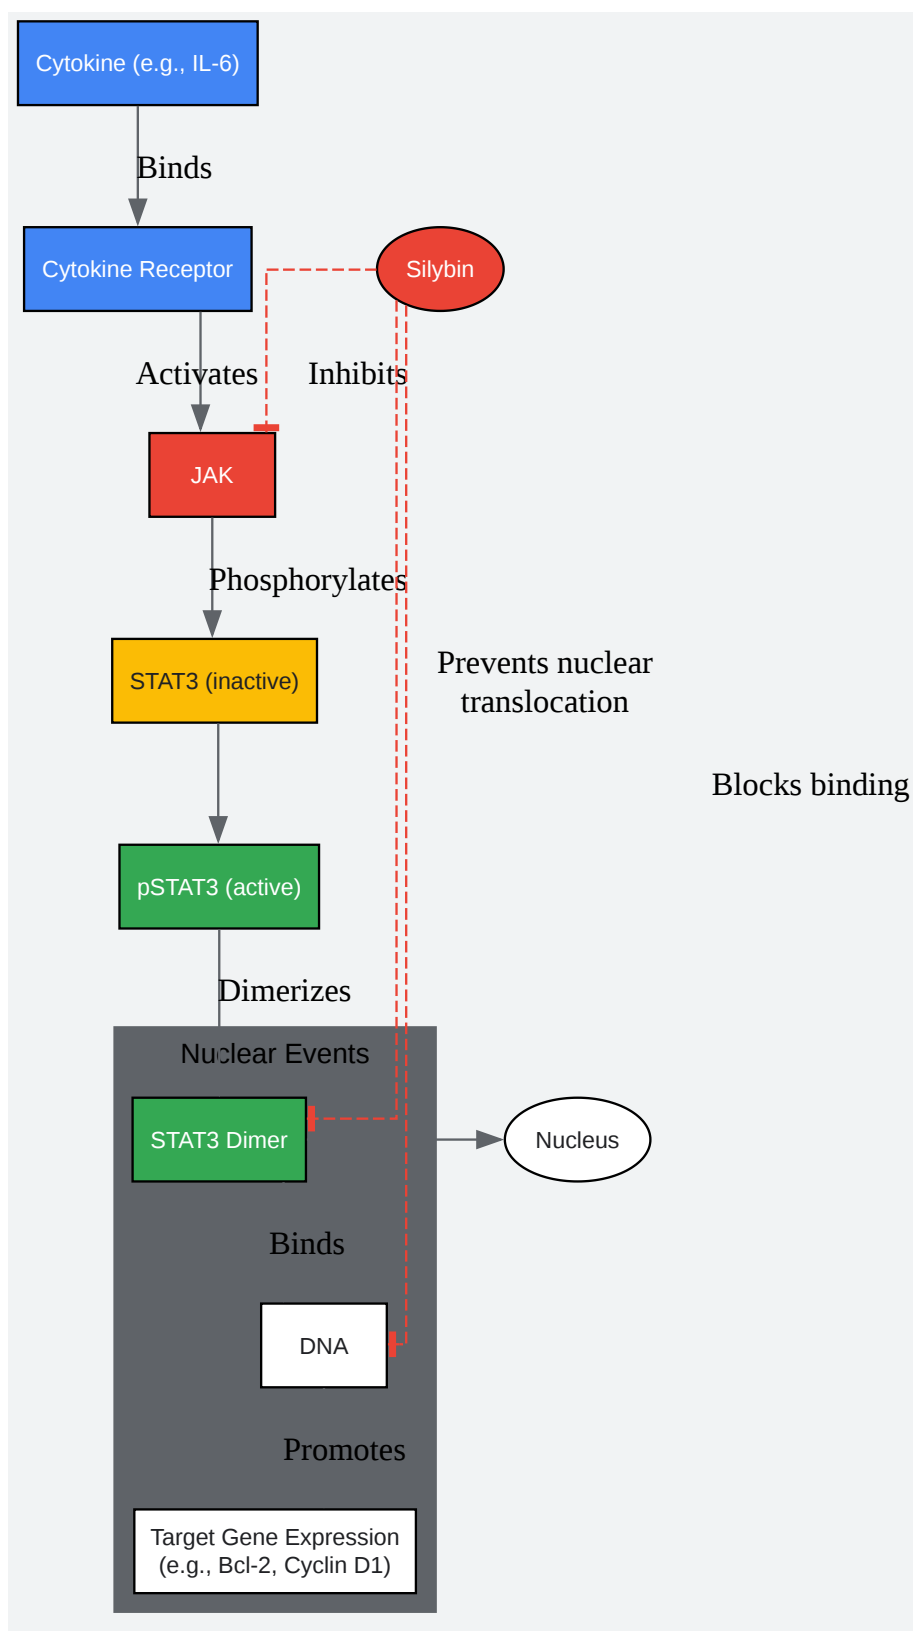 Cytokine (e.g., IL-6)
Binds
Cytokine Receptor
Silybin
Activates
Inhibits
JAK
Phosphorylates
STAT3 (inactive)
Prevents nuclear
translocation
Blocks binding
pSTAT3 (active)
Dimerizes
Nuclear Events
STAT3 Dimer
Nucleus
Binds
DNA
Promotes
Target Gene Expression
(e.g., Bcl-2, Cyclin D1)